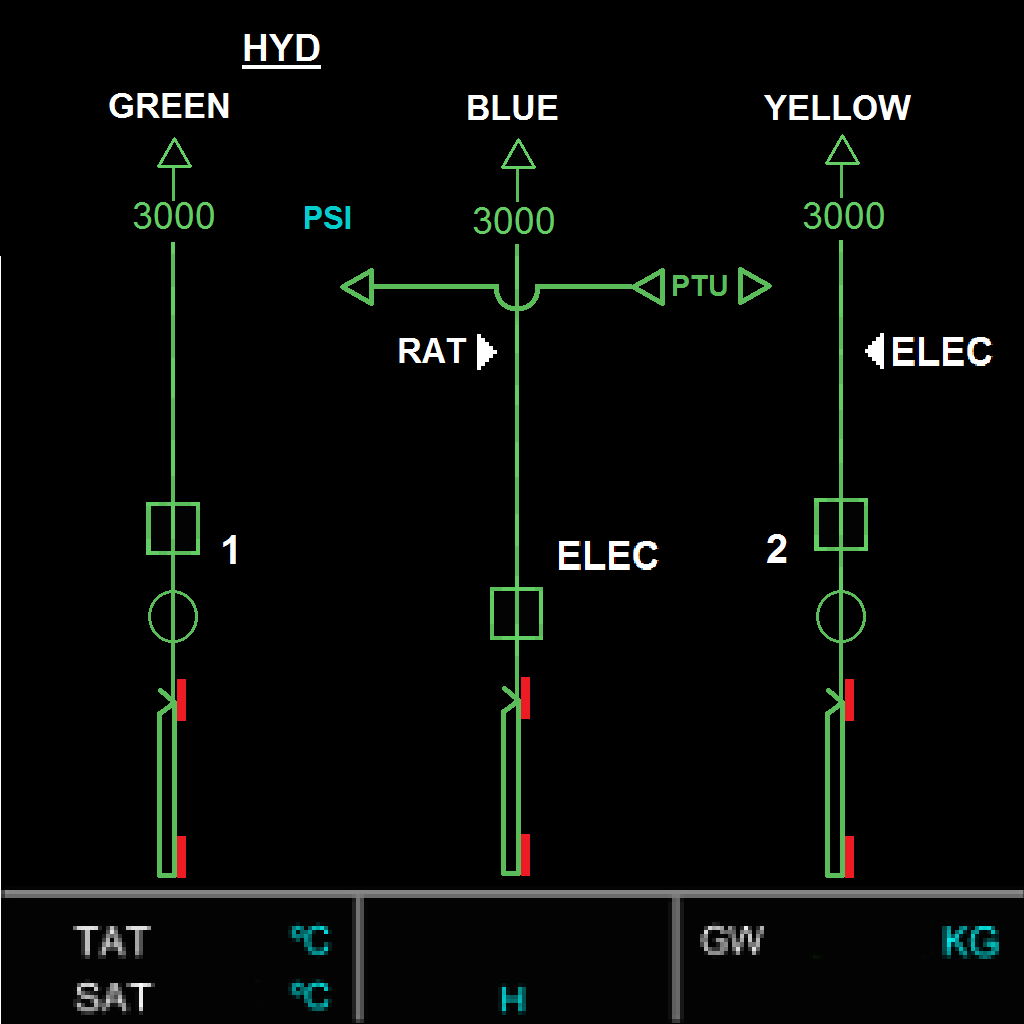 HYD
GREEN BLUE YELLOW
3000 PSI 3000 3000
PTU
RAT ELEC
1 ELEC 2
TAT °C GW KG
SAT °C H